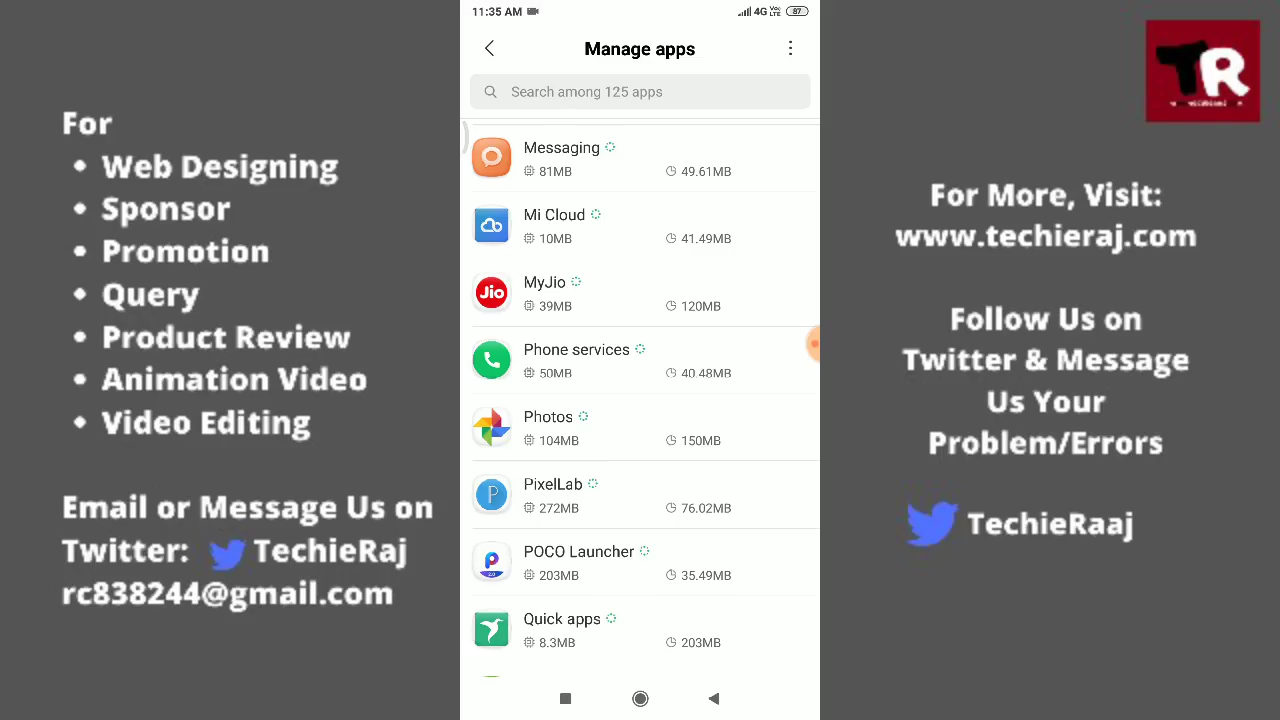 For
• Web Designing
• Sponsor
• Promotion
• Query
• Product Review
• Animation Video
• Video Editing
Email or Message Us on
Twitter: TechieRaj
rc838244@gmail.com
11:35 AM
4G Vo LTE 87
Manage apps
Search among 125 apps
Messaging
81MB 49.61MB
Mi Cloud
10MB 41.49MB
MyJio
Jio
39MB 120MB
Phone services
50MB 40.48MB
Photos
104MB 150MB
PixelLab
P
272MB 76.02MB
POCO Launcher
203MB 35.49MB
Quick apps
8.3MB 203MB
TR
For More, Visit:
www.techieraj.com
Follow Us on
Twitter & Message
Us Your
Problem/Errors
TechieRaaj